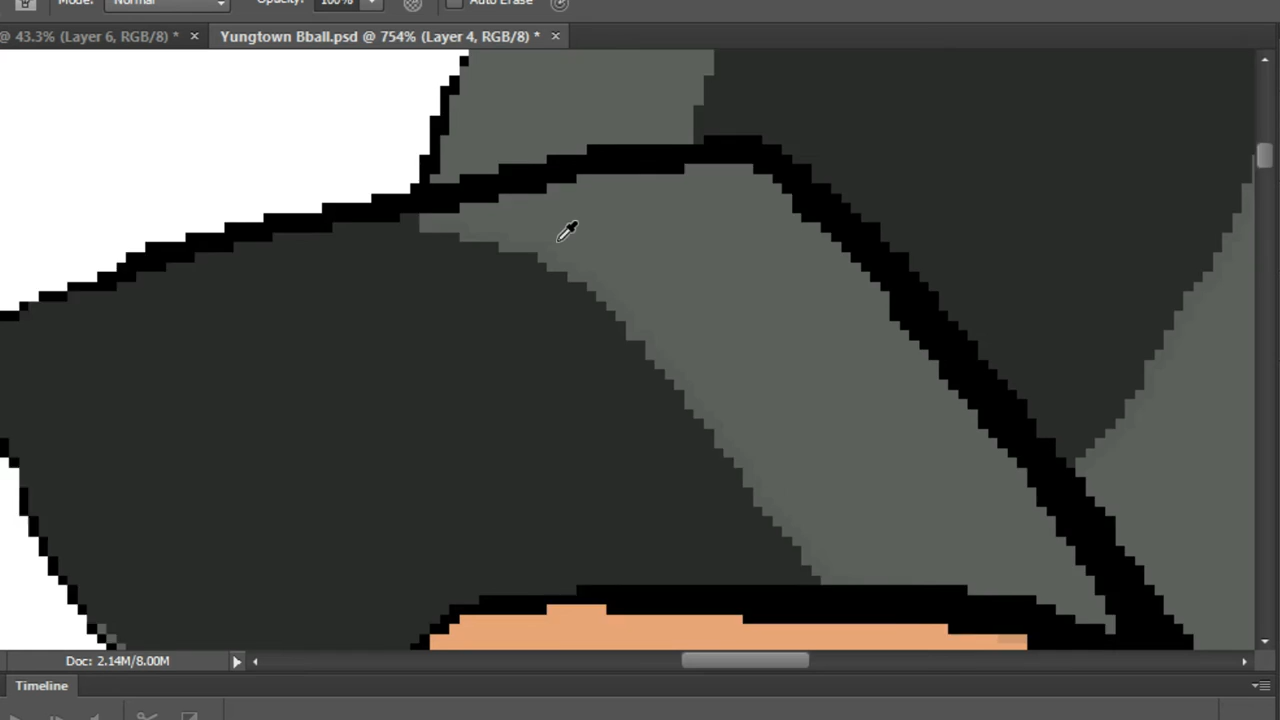 Mode: Normal Opacity: 100% Auto Erase
@ 43.3% (Layer 6, RGB/8) * × Yungtown Bball.psd @ 754% (Layer 4, RGB/8) * ×
Doc: 2.14M/8.00M
Timeline